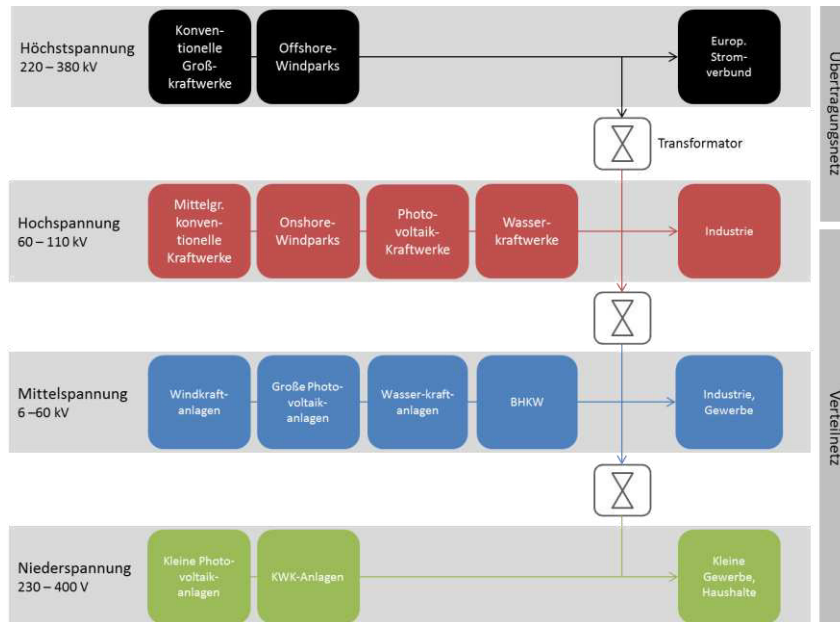 Höchstspannung
220 – 380 kV
Konven-
tionelle
Groß-
kraftwerke
Offshore-
Windparks
Europ.
Strom-
verbund
Übertragungsnetz
Transformator
Hochspannung
60 – 110 kV
Mittelgr.
konven-
tionelle
Kraftwerke
Onshore-
Windparks
Photo-
voltaik-
Kraftwerke
Wasser-
kraftwerke
Industrie
Verteilnetz
Mittelspannung
6 –60 kV
Windkraft-
anlagen
Große Photo-
voltaik-
anlagen
Wasser-kraft-
anlagen
BHKW
Industrie,
Gewerbe
Niederspannung
230 – 400 V
Kleine Photo-
voltaik-
anlagen
KWK-Anlagen
Kleine
Gewerbe,
Haushalte